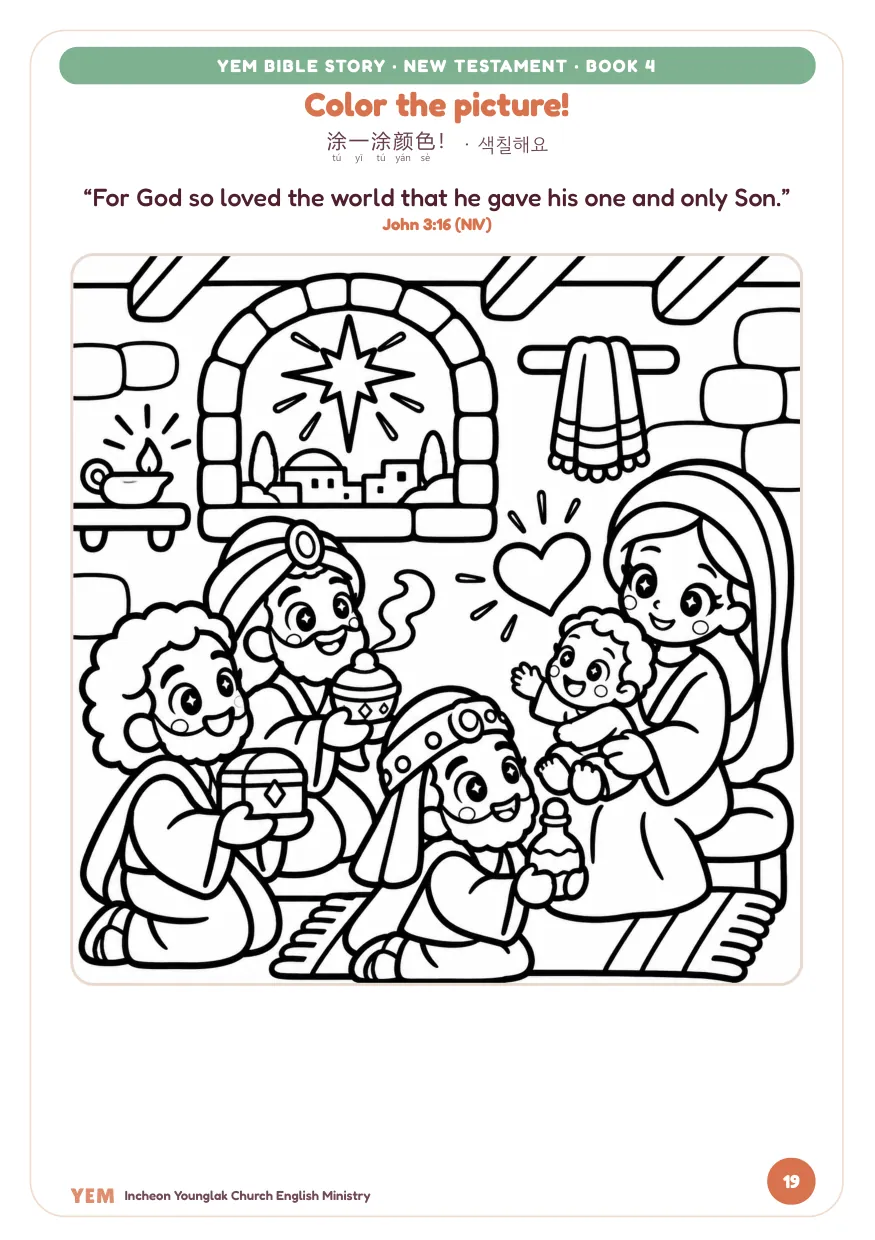 YEM BIBLE STORY · NEW TESTAMENT · BOOK 4
Color the picture!
涂一涂颜色! · 색칠해요
tú yī tú yán sè
“For God so loved the world that he gave his one and only Son.”
John 3:16 (NIV)
YEM Incheon Younglak Church English Ministry
19